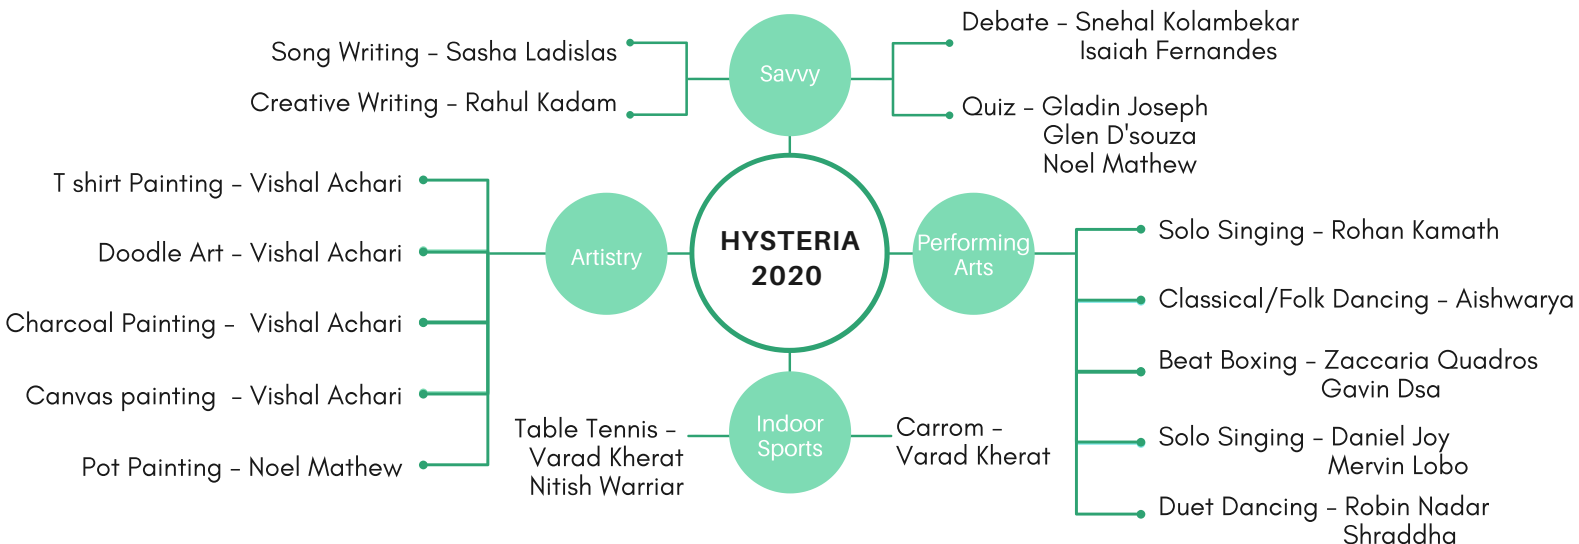 Song Writing - Sasha Ladislas
Creative Writing - Rahul Kadam
Savvy
Debate - Snehal Kolambekar
Isaiah Fernandes
Quiz - Gladin Joseph
Glen D'souza
Noel Mathew
T shirt Painting - Vishal Achari
Doodle Art - Vishal Achari
Charcoal Painting - Vishal Achari
Canvas painting - Vishal Achari
Pot Painting - Noel Mathew
Artistry
HYSTERIA
2020
Performing
Arts
Solo Singing - Rohan Kamath
Classical/Folk Dancing - Aishwarya
Beat Boxing - Zaccaria Quadros
Gavin Dsa
Solo Singing - Daniel Joy
Mervin Lobo
Duet Dancing - Robin Nadar
Shraddha
Table Tennis -
Varad Kherat
Nitish Warriar
Indoor
Sports
Carrom -
Varad Kherat